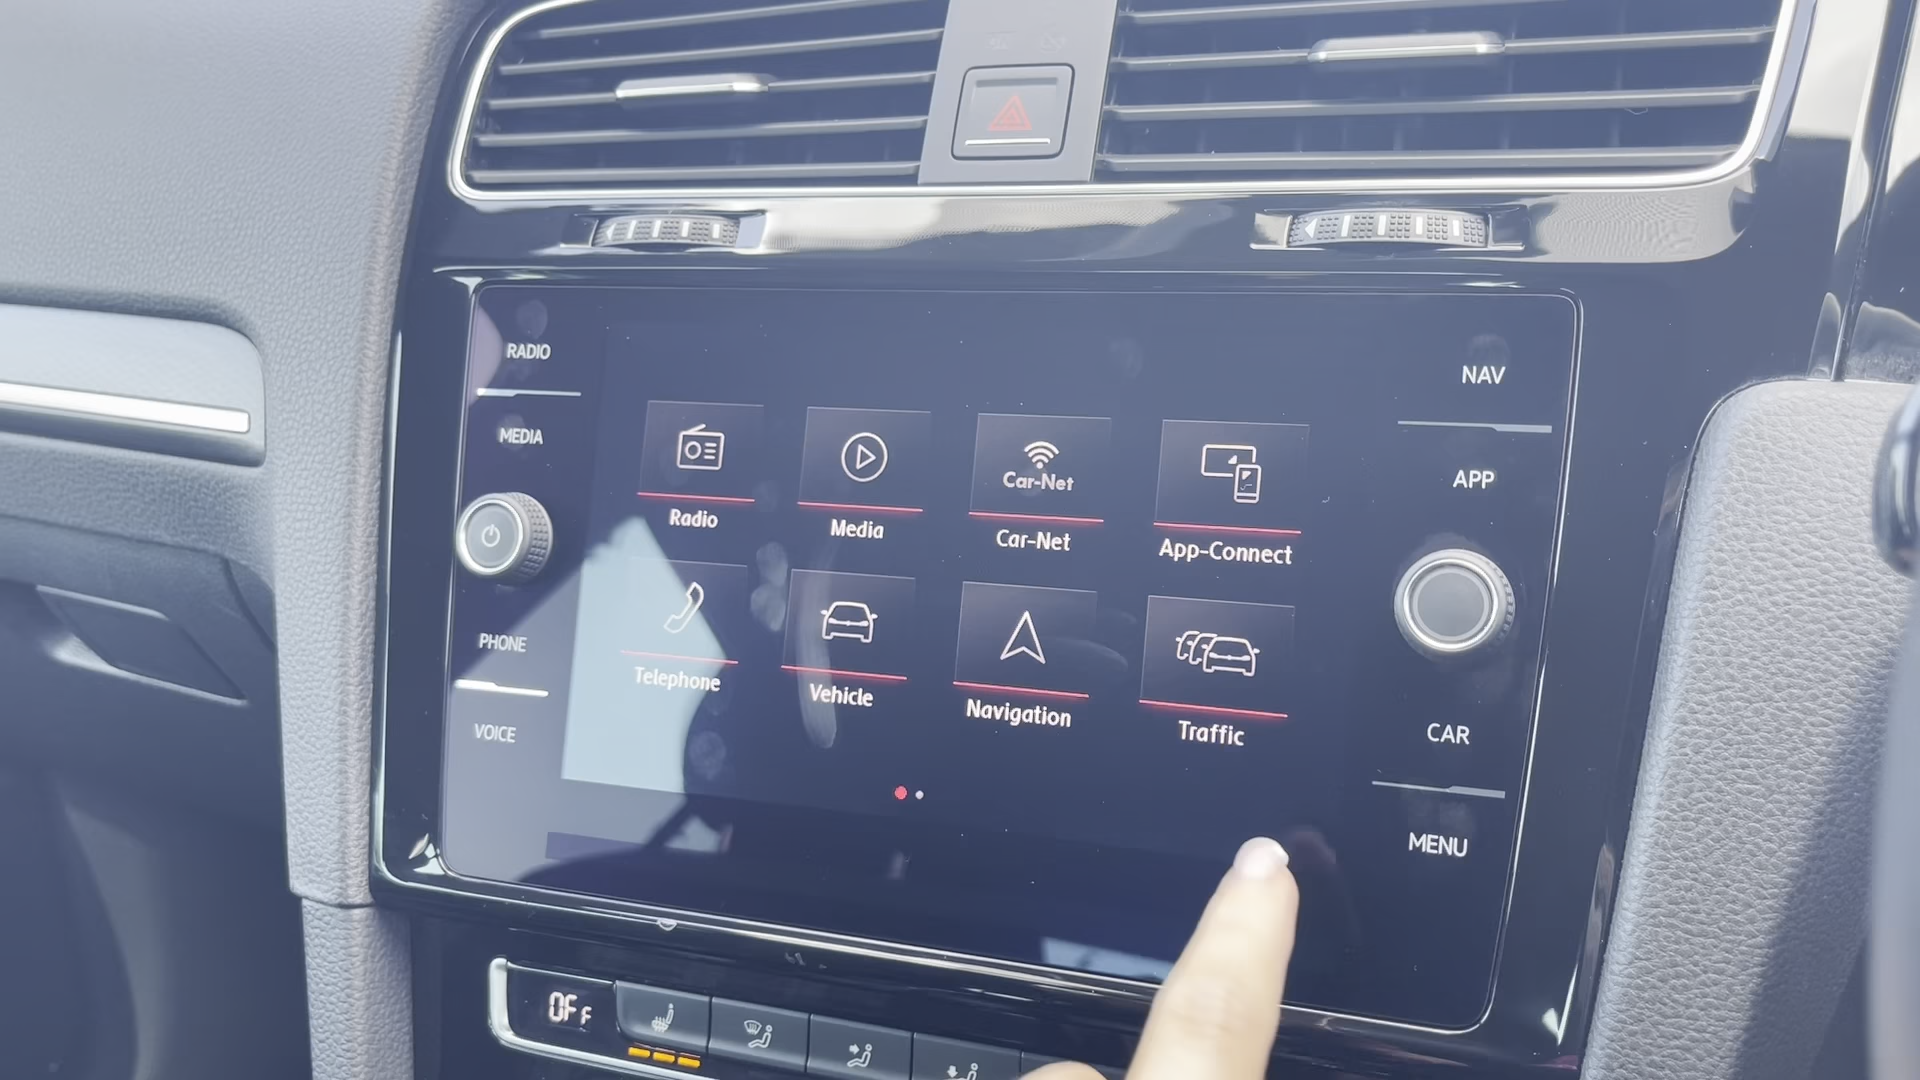 RADIO
MEDIA
PHONE
VOICE
Radio
Media
Car-Net
Car-Net
App-Connect
Telephone
Vehicle
Navigation
Traffic
NAV
APP
CAR
MENU
OFF